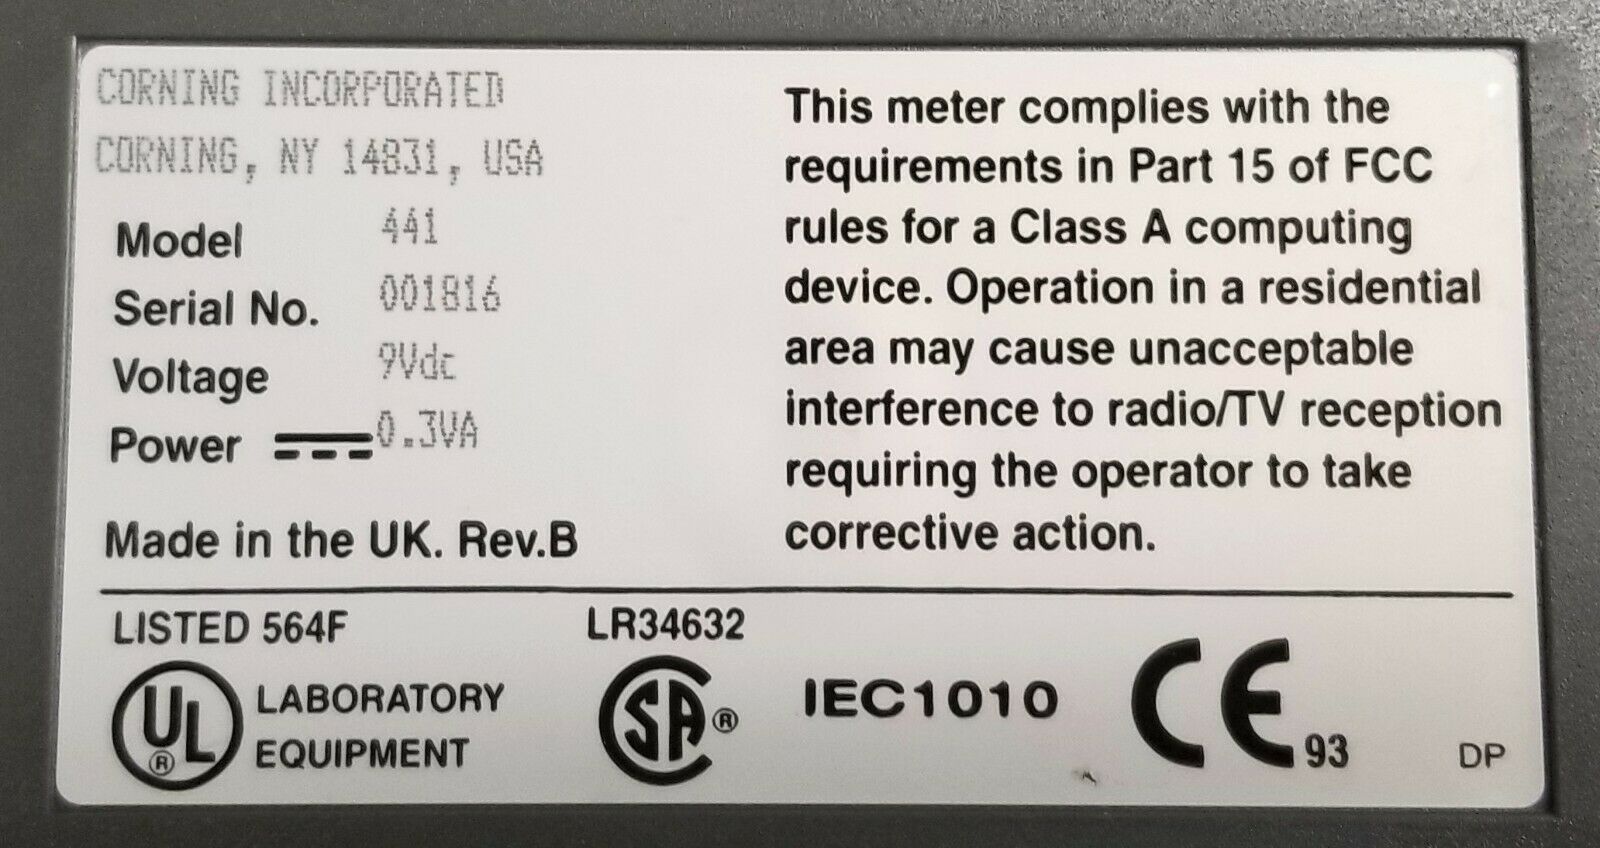 CORNING INCORPORATED
CORNING, NY 14831, USA
Model 441
Serial No. 001816
Voltage 9Vdc
Power 0.3VA
Made in the UK. Rev.B
This meter complies with the
requirements in Part 15 of FCC
rules for a Class A computing
device. Operation in a residential
area may cause unacceptable
interference to radio/TV reception
requiring the operator to take
corrective action.
LISTED 564F
UL® LABORATORY
EQUIPMENT
LR34632
SA®
IEC1010
CE 93
DP